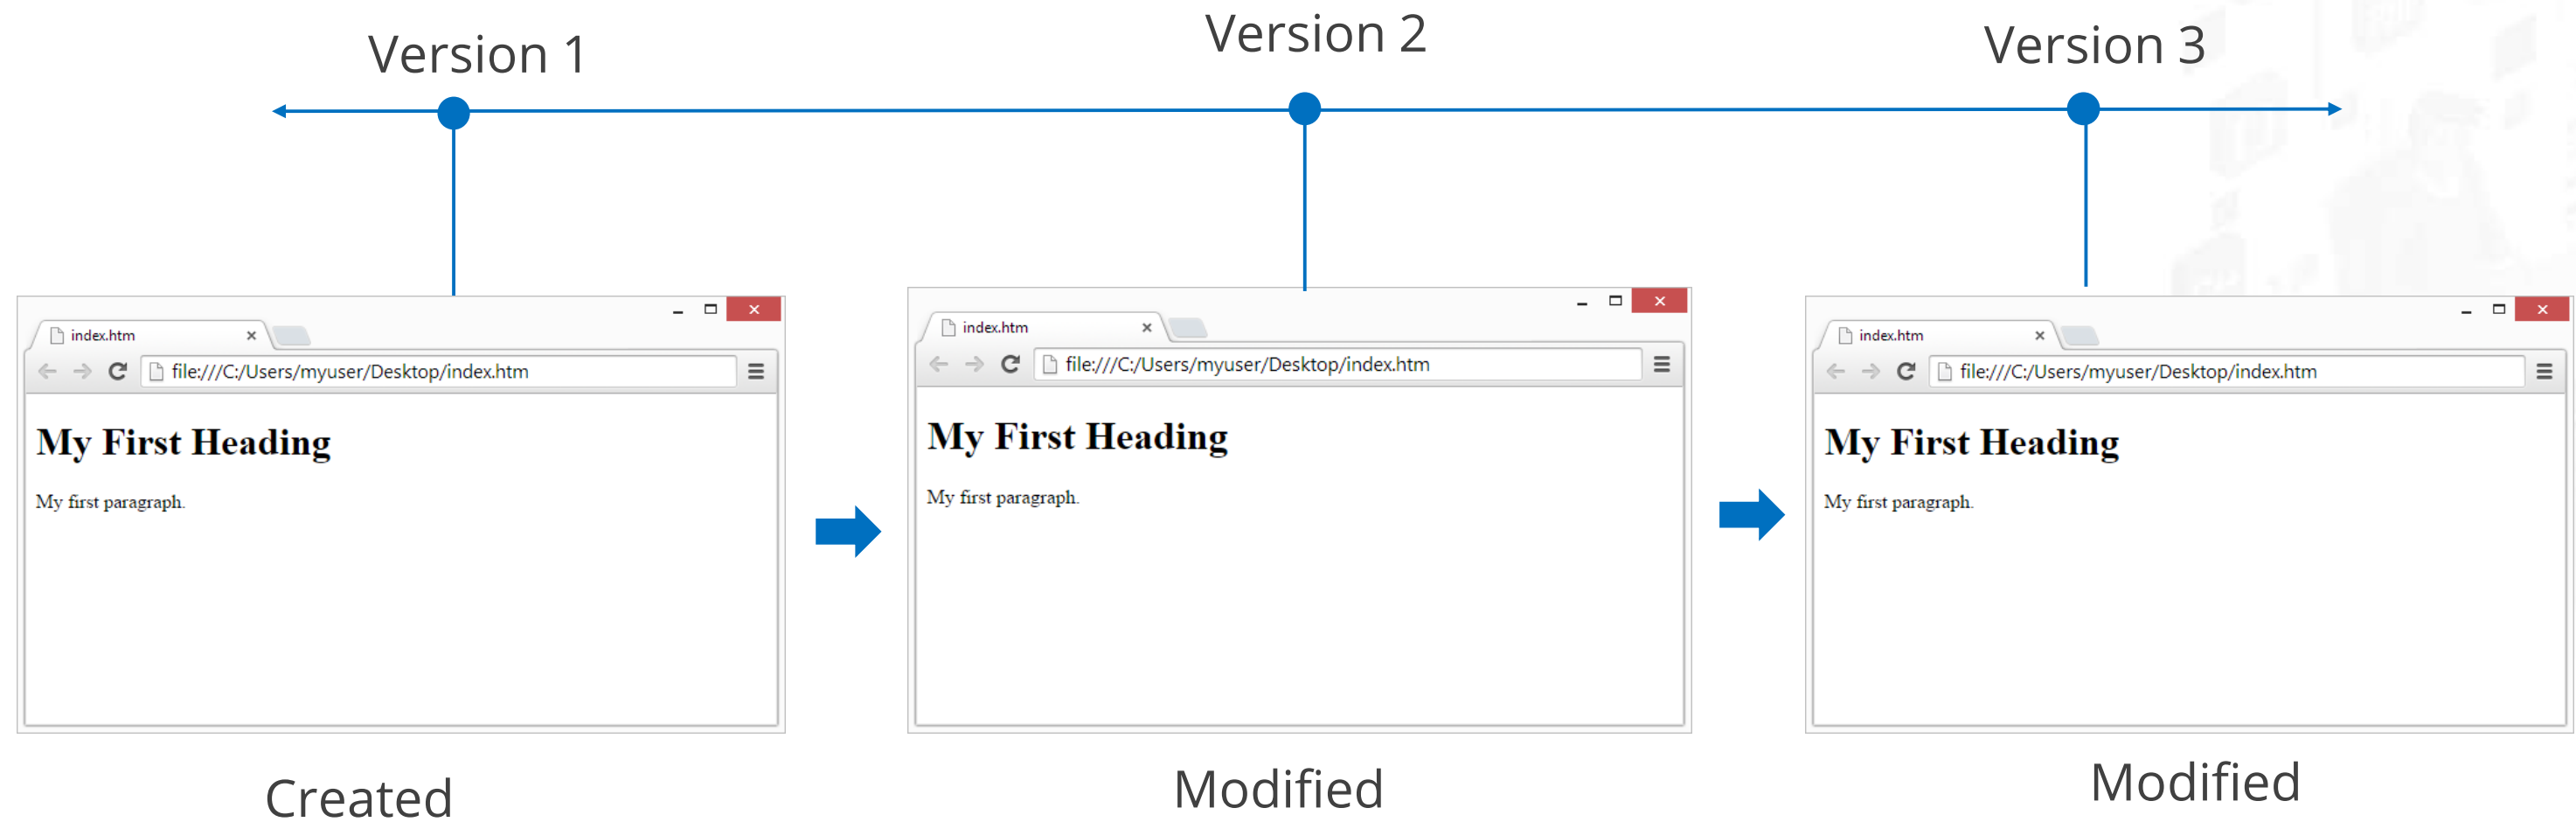 Version 1
Version 2
Version 3
index.htm
file:///C:/Users/myuser/Desktop/index.htm
My First Heading
My first paragraph.
Created
index.htm
file:///C:/Users/myuser/Desktop/index.htm
My First Heading
My first paragraph.
Modified
index.htm
file:///C:/Users/myuser/Desktop/index.htm
My First Heading
My first paragraph.
Modified